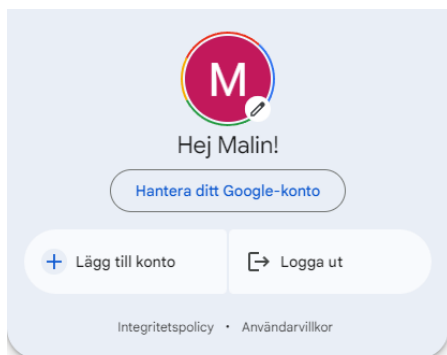 M
Hej Malin!
Hantera ditt Google-konto
Lägg till konto
Logga ut
Integritetspolicy • Användarvillkor